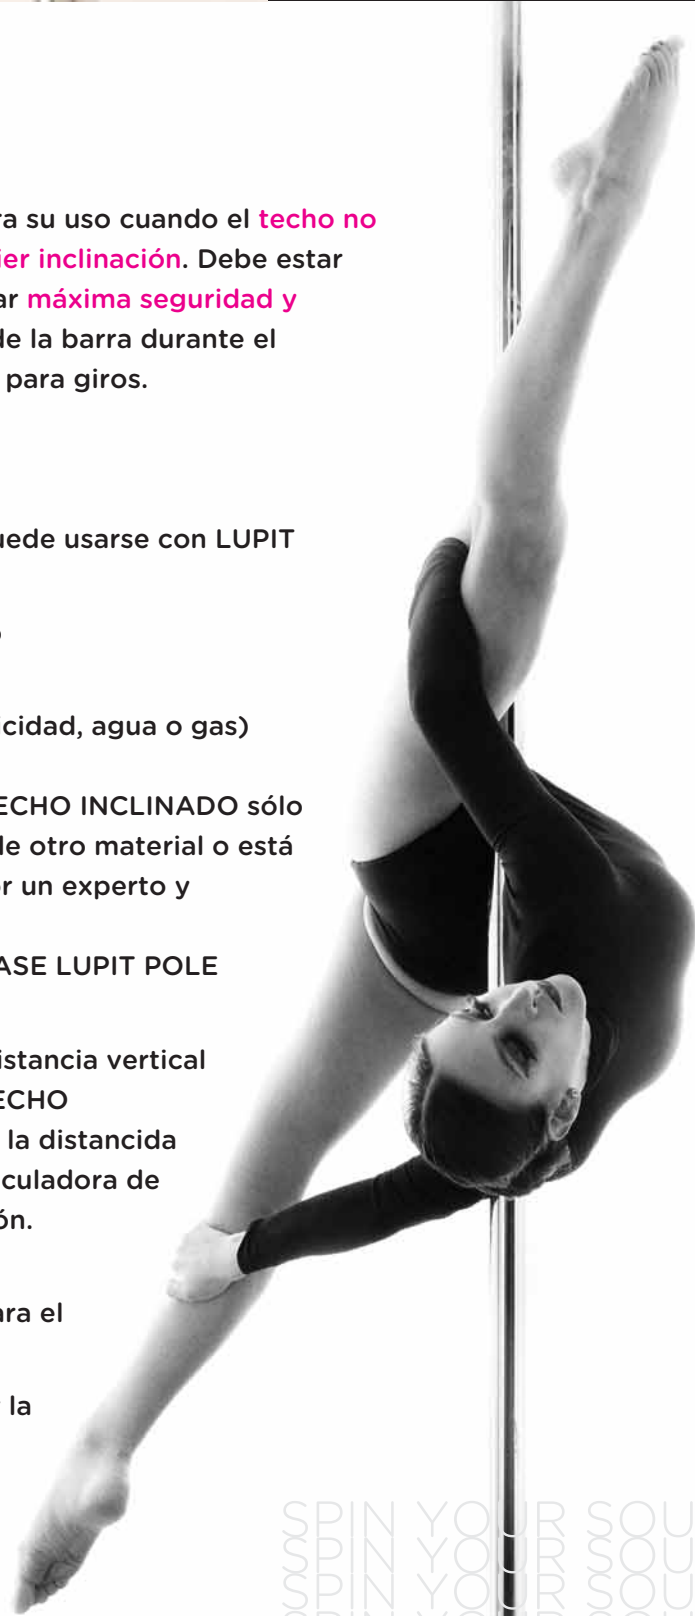 ra su uso cuando el techo no
ier inclinación. Debe estar
ar máxima seguridad y
de la barra durante el
para giros.
uede usarse con LUPIT
o
icidad, agua o gas)
ECHO INCLINADO sólo
de otro material o está
or un experto y
ASE LUPIT POLE
istancia vertical
ECHO
la distancida
culadora de
ón.
ara el
la
SPIN YOUR SOU
SPIN YOUR SOU
SPIN YOUR SOU